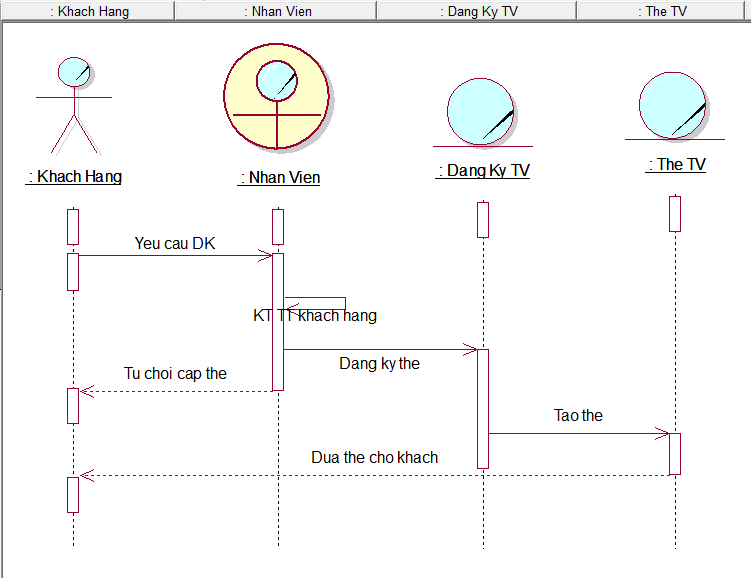 : Khach Hang
: Nhan Vien
: Dang Ky TV
: The TV
: Khach Hang
: Nhan Vien
: Dang Ky TV
: The TV
Yeu cau DK
KT TT khach hang
Dang ky the
Tu choi cap the
Tao the
Dua the cho khach